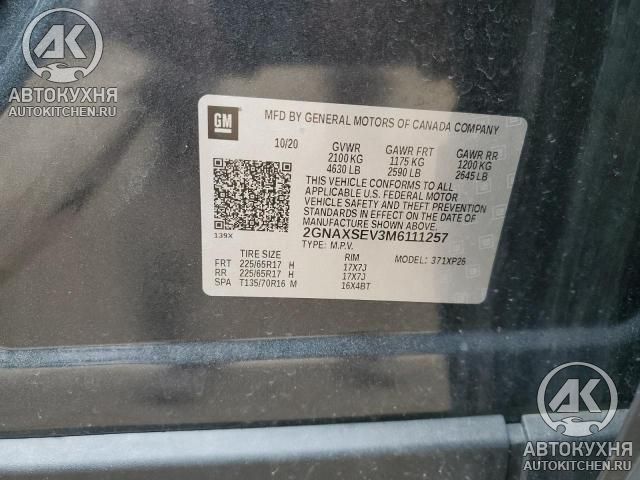 AK
АВТОКУХНЯ
AUTOKITCHEN.RU
GM
MFD BY GENERAL MOTORS OF CANADA COMPANY
10/20 GVWR GAWR FRT GAWR RR
2100 KG 1175 KG 1200 KG
4630 LB 2590 LB 2645 LB
THIS VEHICLE CONFORMS TO ALL
APPLICABLE U.S. FEDERAL MOTOR
VEHICLE SAFETY AND THEFT
PREVENTION STANDARDS IN
EFFECT ON THE DATE OF
MANUFACTURE SHOWN ABOVE.
139X 2GNAXSEV3M6111257
TYPE: M.P.V. MODEL: 371XP26
TIRE SIZE RIM
FRT 225/65R17 H 17X7J
RR 225/65R17 H 17X7J
SPA T135/70R16 M 16X4BT
AK
АВТОКУХНЯ
AUTOKITCHEN.RU